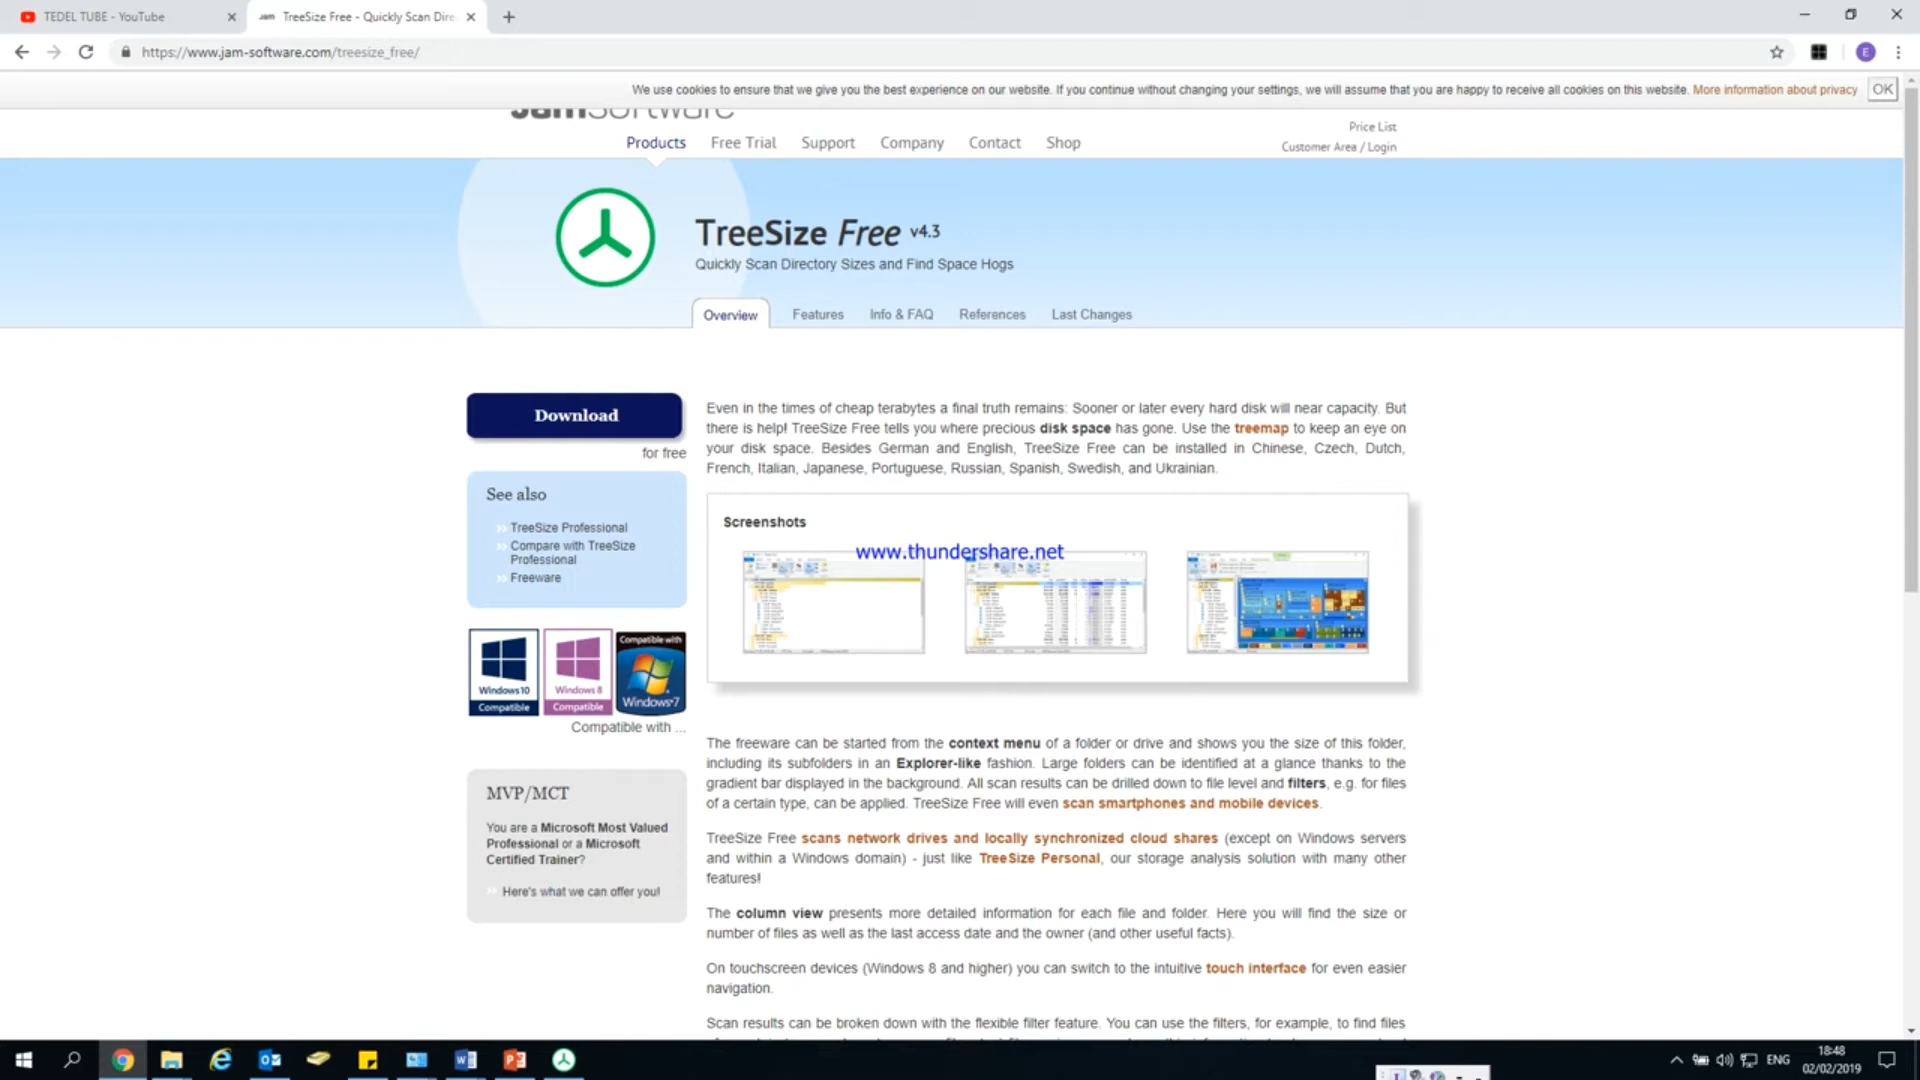 TEDEL TUBE - YouTube
TreeSize Free - Quickly Scan Dire
https://www.jam-software.com/treesize_free/
E
We use cookies to ensure that we give you the best experience on our website. If you continue without changing your settings, we will assume that you are happy to receive all cookies on this website. More information about privacy
OK
JamSoftware
Price List
Products Free Trial Support Company Contact Shop
Customer Area / Login
TreeSize Free v4.3
Quickly Scan Directory Sizes and Find Space Hogs
Overview Features Info & FAQ References Last Changes
Download
for free
See also
TreeSize Professional
Compare with TreeSize
Professional
Freeware
Windows 10
Compatible
Windows 8
Compatible
Compatible with
Windows 7
Compatible with ...
MVP/MCT
You are a Microsoft Most Valued
Professional or a Microsoft
Certified Trainer?
Here's what we can offer you!
Even in the times of cheap terabytes a final truth remains: Sooner or later every hard disk will near capacity. But
there is help! TreeSize Free tells you where precious disk space has gone. Use the treemap to keep an eye on
your disk space. Besides German and English, TreeSize Free can be installed in Chinese, Czech, Dutch,
French, Italian, Japanese, Portuguese, Russian, Spanish, Swedish, and Ukrainian.
Screenshots
www.thundershare.net
The freeware can be started from the context menu of a folder or drive and shows you the size of this folder,
including its subfolders in an Explorer-like fashion. Large folders can be identified at a glance thanks to the
gradient bar displayed in the background. All scan results can be drilled down to file level and filters, e.g. for files
of a certain type, can be applied. TreeSize Free will even scan smartphones and mobile devices.
TreeSize Free scans network drives and locally synchronized cloud shares (except on Windows servers
and within a Windows domain) - just like TreeSize Personal, our storage analysis solution with many other
features!
The column view presents more detailed information for each file and folder. Here you will find the size or
number of files as well as the last access date and the owner (and other useful facts).
On touchscreen devices (Windows 8 and higher) you can switch to the intuitive touch interface for even easier
navigation.
Scan results can be broken down with the flexible filter feature. You can use the filters, for example, to find files
ENG
18:48
02/02/2019